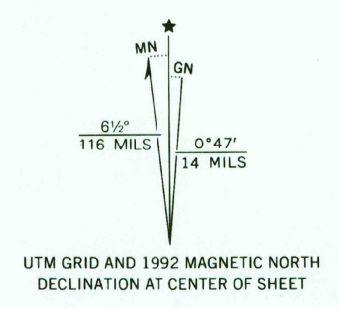 MN
GN
6½°
116 MILS
0°47'
14 MILS
UTM GRID AND 1992 MAGNETIC NORTH
DECLINATION AT CENTER OF SHEET